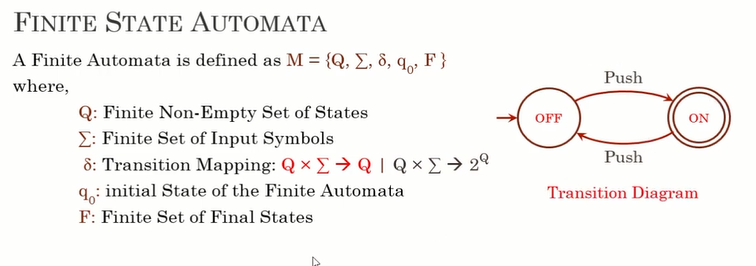 FINITE STATE AUTOMATA
A Finite Automata is defined as M = {Q, Σ, δ, q₀, F }
where,
Q: Finite Non-Empty Set of States
Σ: Finite Set of Input Symbols
δ: Transition Mapping: Q × Σ → Q | Q × Σ → 2^Q
q₀: initial State of the Finite Automata
F: Finite Set of Final States
Push
OFF
ON
Push
Transition Diagram